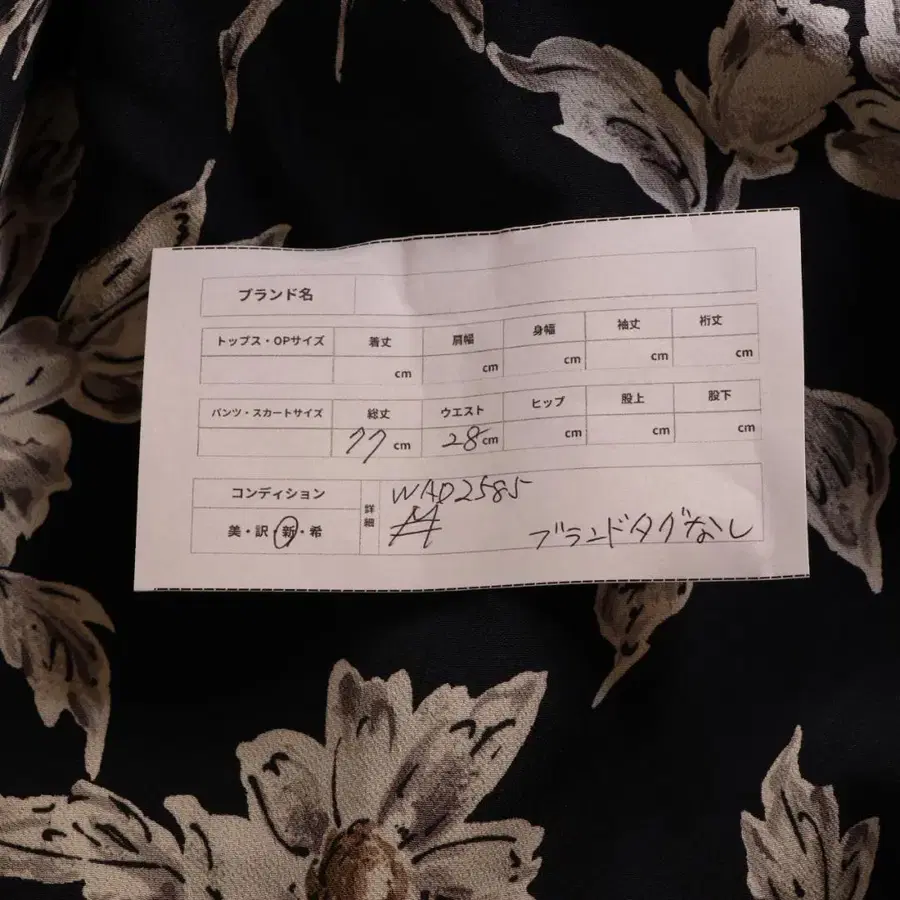 ブランド名
トップス・OPサイズ 着丈 肩幅 身幅 袖丈 裄丈
cm cm cm cm cm
パンツ・スカートサイズ 総丈 ウエスト ヒップ 股上 股下
77cm 28cm cm cm cm
コンディション 詳細 WAD2585
美・訳・新・希 ブランドタグなし